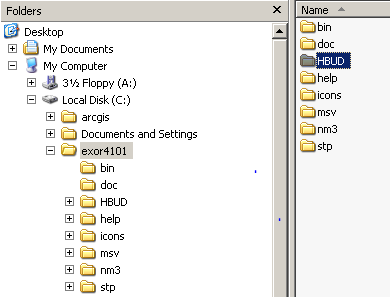 Folders
Desktop
My Documents
My Computer
3½ Floppy (A:)
Local Disk (C:)
arcgis
Documents and Settings
exor4101
bin
doc
HBUD
help
icons
msv
nm3
stp
Name
bin
doc
HBUD
help
icons
msv
nm3
stp